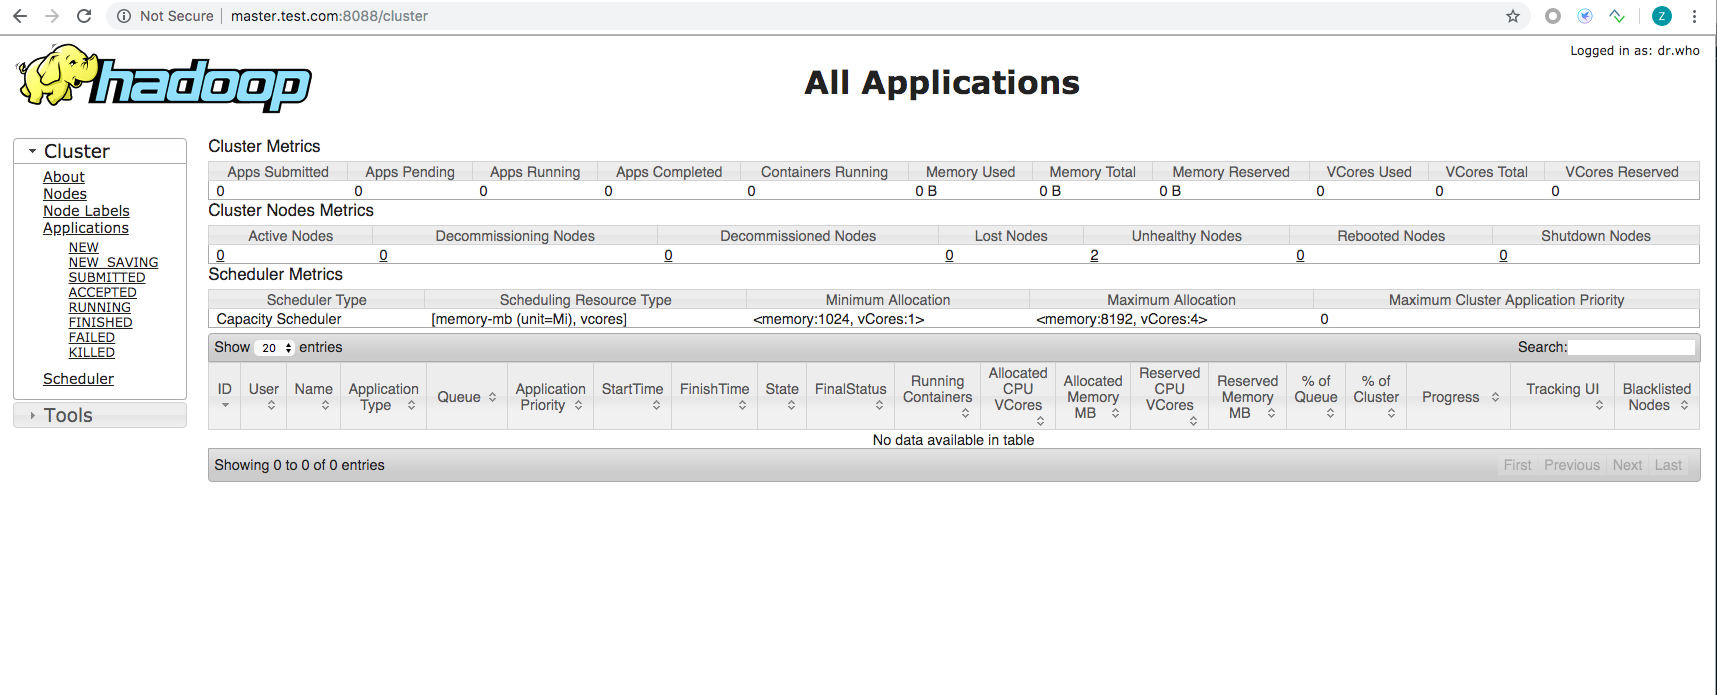 Not Secure master.test.com:8088/cluster Z
Logged in as: dr.who
hadoop
All Applications
Cluster
About
Nodes
Node Labels
Applications
NEW
NEW_SAVING
SUBMITTED
ACCEPTED
RUNNING
FINISHED
FAILED
KILLED
Scheduler
Tools
Cluster Metrics
Apps Submitted Apps Pending Apps Running Apps Completed Containers Running Memory Used Memory Total Memory Reserved VCores Used VCores Total VCores Reserved
0 0 0 0 0 0 B 0 B 0 B 0 0 0
Cluster Nodes Metrics
Active Nodes Decommissioning Nodes Decommissioned Nodes Lost Nodes Unhealthy Nodes Rebooted Nodes Shutdown Nodes
0 0 0 0 2 0 0
Scheduler Metrics
Scheduler Type Scheduling Resource Type Minimum Allocation Maximum Allocation Maximum Cluster Application Priority
Capacity Scheduler [memory-mb (unit=Mi), vcores] <memory:1024, vCores:1> <memory:8192, vCores:4> 0
Show 20 entries Search:
ID User Name Application Type Queue Application Priority StartTime FinishTime State FinalStatus Running Containers Allocated CPU VCores Allocated Memory MB Reserved CPU VCores Reserved Memory MB % of Queue % of Cluster Progress Tracking UI Blacklisted Nodes
No data available in table
Showing 0 to 0 of 0 entries First Previous Next Last